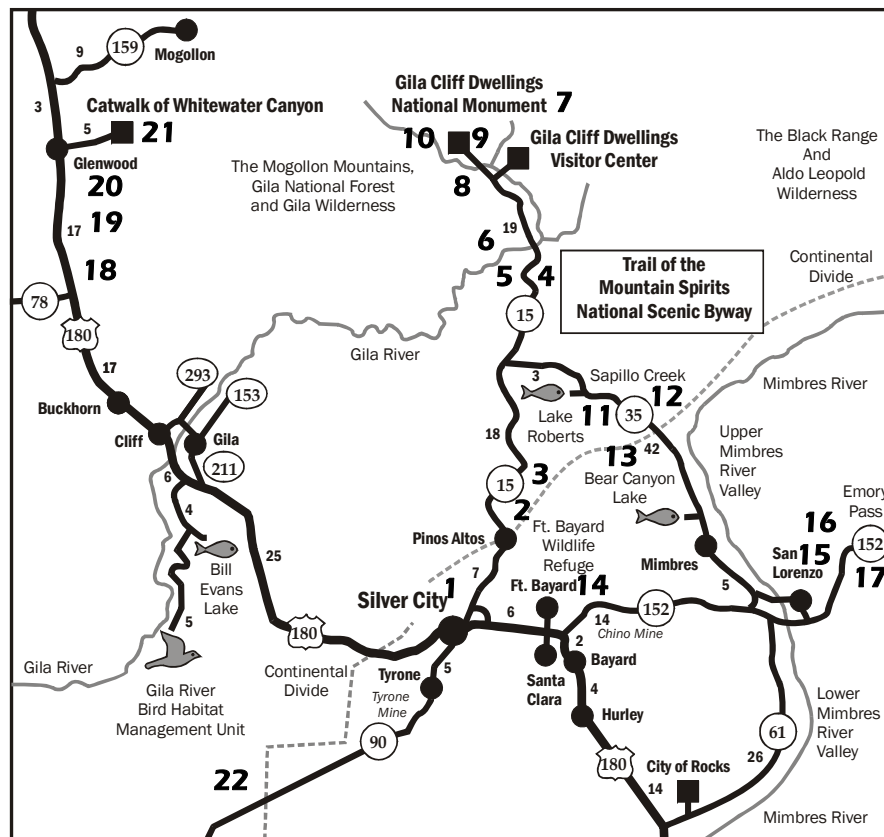 9
159
Mogollon
3
Catwalk of Whitewater Canyon
5
21
Glenwood
20
17
19
18
78
180
17
Buckhorn
Cliff
293
153
Gila
211
6
4
Bill
Evans
Lake
5
25
Gila River
Gila River
Bird Habitat
Management Unit
180
Continental
Divide
Gila Cliff Dwellings
National Monument
7
10
9
Gila Cliff Dwellings
Visitor Center
8
The Mogollon Mountains,
Gila National Forest
and Gila Wilderness
The Black Range
And
Aldo Leopold
Wilderness
19
6
5
4
Trail of the
Mountain Spirits
National Scenic Byway
Continental
Divide
15
Gila River
3
Sapillo Creek
12
11
35
Lake
Roberts
Mimbres River
18
13
42
Bear Canyon
Lake
Upper
Mimbres
River
Valley
15
3
2
Pinos Altos
Ft. Bayard
Wildlife
Refuge
Mimbres
Emory
Pass
16
152
San
Lorenzo
15
17
7
Silver City
1
Ft. Bayard
14
6
14
152
Chino Mine
5
5
2
Tyrone
Tyrone
Mine
Santa
Clara
Bayard
4
Hurley
90
22
180
14
City of Rocks
61
26
Lower
Mimbres
River
Valley
Mimbres River